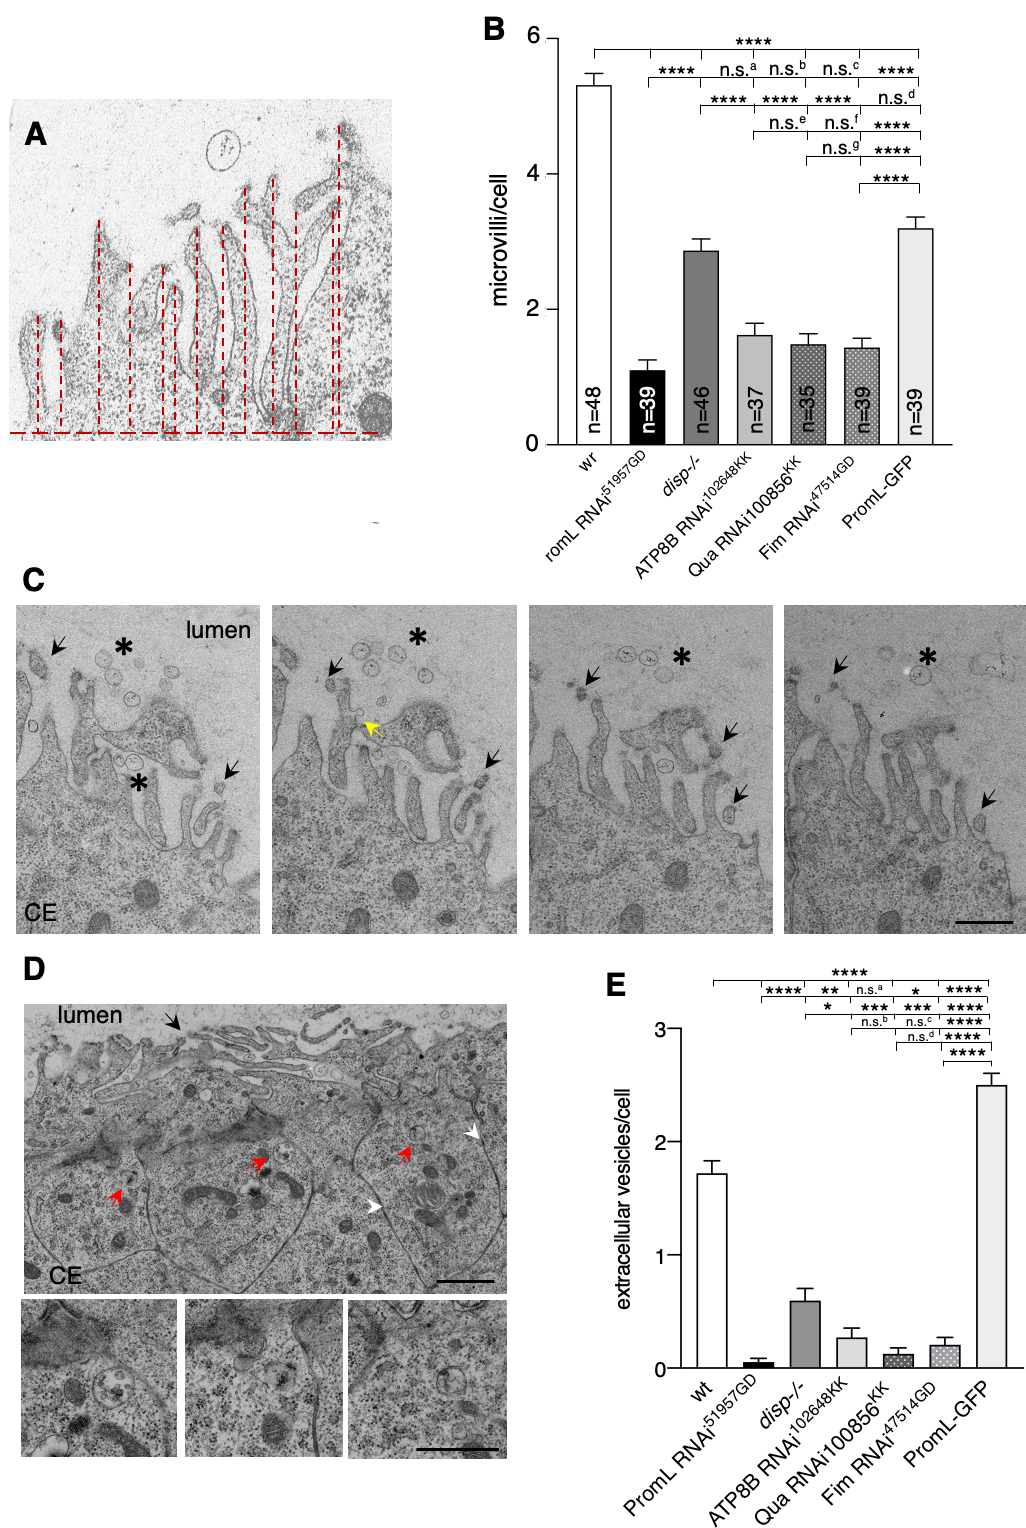 A
B
6
4
2
0
microvilli/cell
****
**** n.s.a n.s.b n.s.c ****
**** **** **** n.s.d
n.s.e n.s.f ****
n.s.g ****
****
n=48 n=39 n=46 n=37 n=35 n=39 n=39
wr
romL RNAi51957GD
disp-/-
ATP8B RNAi102648KK
Qua RNAi100856KK
Fim RNAi47514GD
PromL-GFP
C
* lumen
*
CE
*
*
*
D
lumen
CE
E
3
2
1
0
extracellular vesicles/cell
****
**** ** n.s.a * ****
* *** *** ****
n.s.b n.s.c ****
n.s.d ****
****
wt
PromL RNAi51957GD
disp-/-
ATP8B RNAi102648KK
Qua RNAi100856KK
Fim RNAi47514GD
PromL-GFP